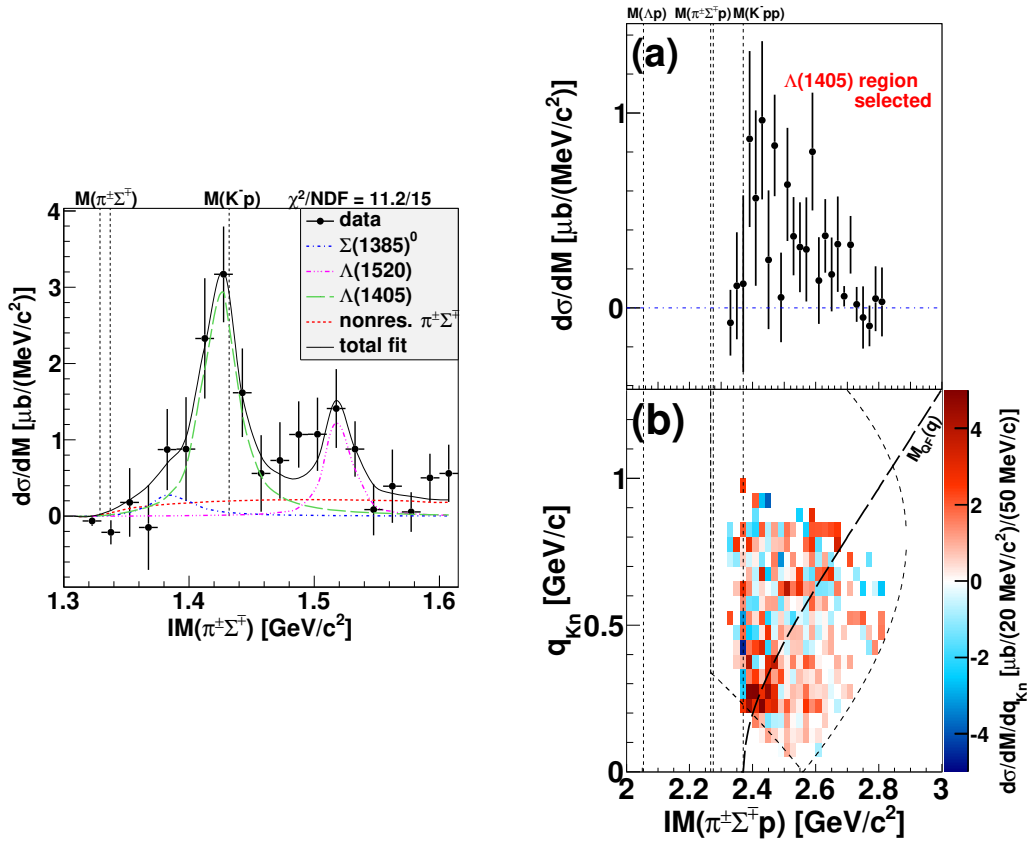 M(π±Σ∓) M(K⁻p) χ²/NDF = 11.2/15
data
Σ(1385)⁰
Λ(1520)
Λ(1405)
nonres. π±Σ∓
total fit
4
3
2
1
0
dσ/dM [μb/(MeV/c²)]
1.3 1.4 1.5 1.6
IM(π±Σ∓) [GeV/c²]
M(Λp) M(π±Σ∓p) M(K⁻pp)
(a)
Λ(1405) region
selected
1
0
dσ/dM [μb/(MeV/c²)]
(b)
M_QF(q)
1
0.5
0
q_Kn [GeV/c]
2 2.2 2.4 2.6 2.8 3
IM(π±Σ∓p) [GeV/c²]
4
2
0
-2
-4
dσ/dM/dq_Kn [μb/(20 MeV/c²)/(50 MeV/c)]